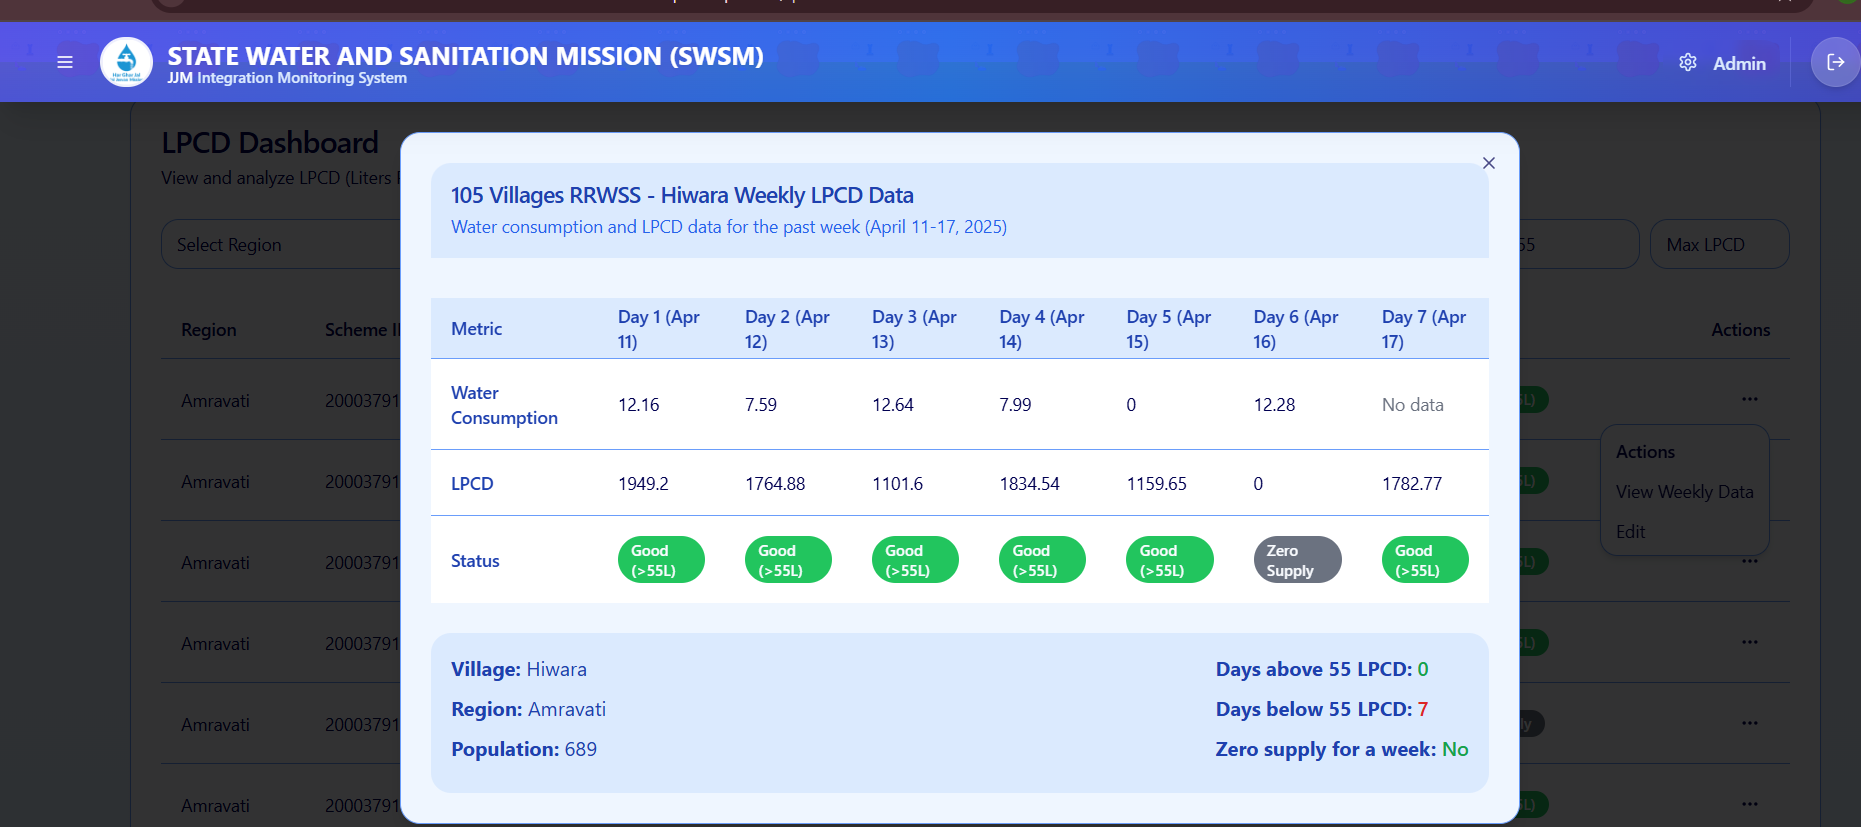 STATE WATER AND SANITATION MISSION (SWSM)
JJM Integration Monitoring System
Admin
LPCD Dashboard
View and analyze LPCD (Liters
Select Region
55
Max LPCD
Region
Scheme
Actions
Amravati
20003791
Amravati
20003791
Amravati
20003791
Amravati
20003791
Amravati
20003791
Amravati
20003791
Actions
View Weekly Data
Edit
105 Villages RRWSS - Hiwara Weekly LPCD Data
Water consumption and LPCD data for the past week (April 11-17, 2025)
Metric
Day 1 (Apr
11)
Day 2 (Apr
12)
Day 3 (Apr
13)
Day 4 (Apr
14)
Day 5 (Apr
15)
Day 6 (Apr
16)
Day 7 (Apr
17)
Water
Consumption
12.16
7.59
12.64
7.99
0
12.28
No data
LPCD
1949.2
1764.88
1101.6
1834.54
1159.65
0
1782.77
Status
Good
(>55L)
Good
(>55L)
Good
(>55L)
Good
(>55L)
Good
(>55L)
Zero
Supply
Good
(>55L)
Village: Hiwara
Region: Amravati
Population: 689
Days above 55 LPCD: 0
Days below 55 LPCD: 7
Zero supply for a week: No